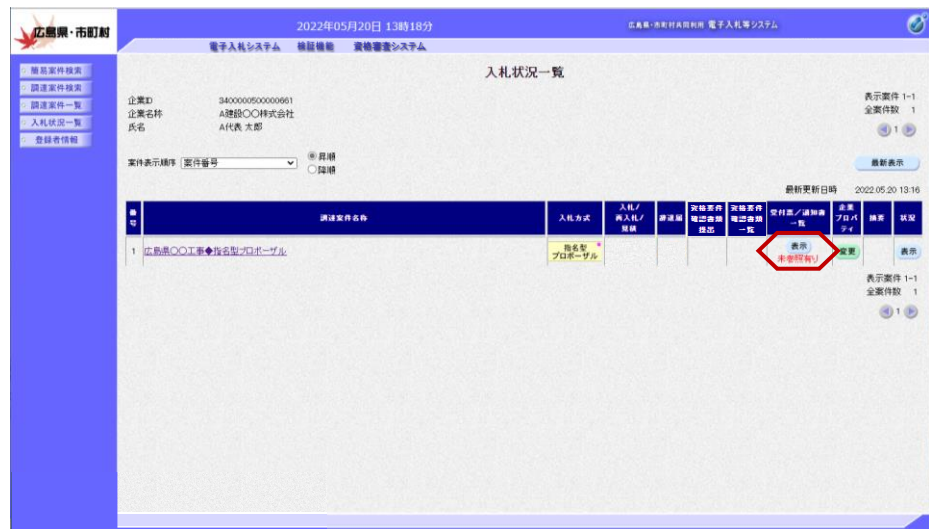 広島県・市町村
2022年05月20日 13時18分
広島県・市町村共同利用 電子入札等システム
電子入札システム 検証機能 資格審査システム
簡易案件検索
調達案件検索
調達案件一覧
入札状況一覧
登録者情報
入札状況一覧
企業ID 3400000500000661
企業名称 A建設〇〇株式会社
氏名 A代表 太郎
表示案件 1-1
全案件数 1
1
案件表示順序 案件番号
昇順
降順
最新表示
最新更新日時 2022.05.20 13:16
番号 調達案件名称 入札方式 入札/再入札/見積 辞退届 資格要件確認書類提出 資格要件確認書類一覧 受付票/通知書一覧 企業プロパティ 摘要 状況
1 広島県〇〇工事◆指名型プロポーザル 指名型プロポーザル 表示 未参照有り 変更 表示
表示案件 1-1
全案件数 1
1